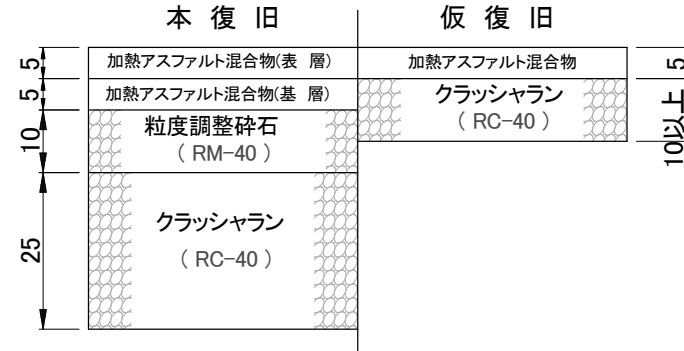 本復旧
仮復旧
5
加熱アスファルト混合物(表 層)
加熱アスファルト混合物
5
5
加熱アスファルト混合物(基 層)
クラッシャラン
( RC-40 )
10以上
10
粒度調整砕石
( RM-40 )
25
クラッシャラン
( RC-40 )